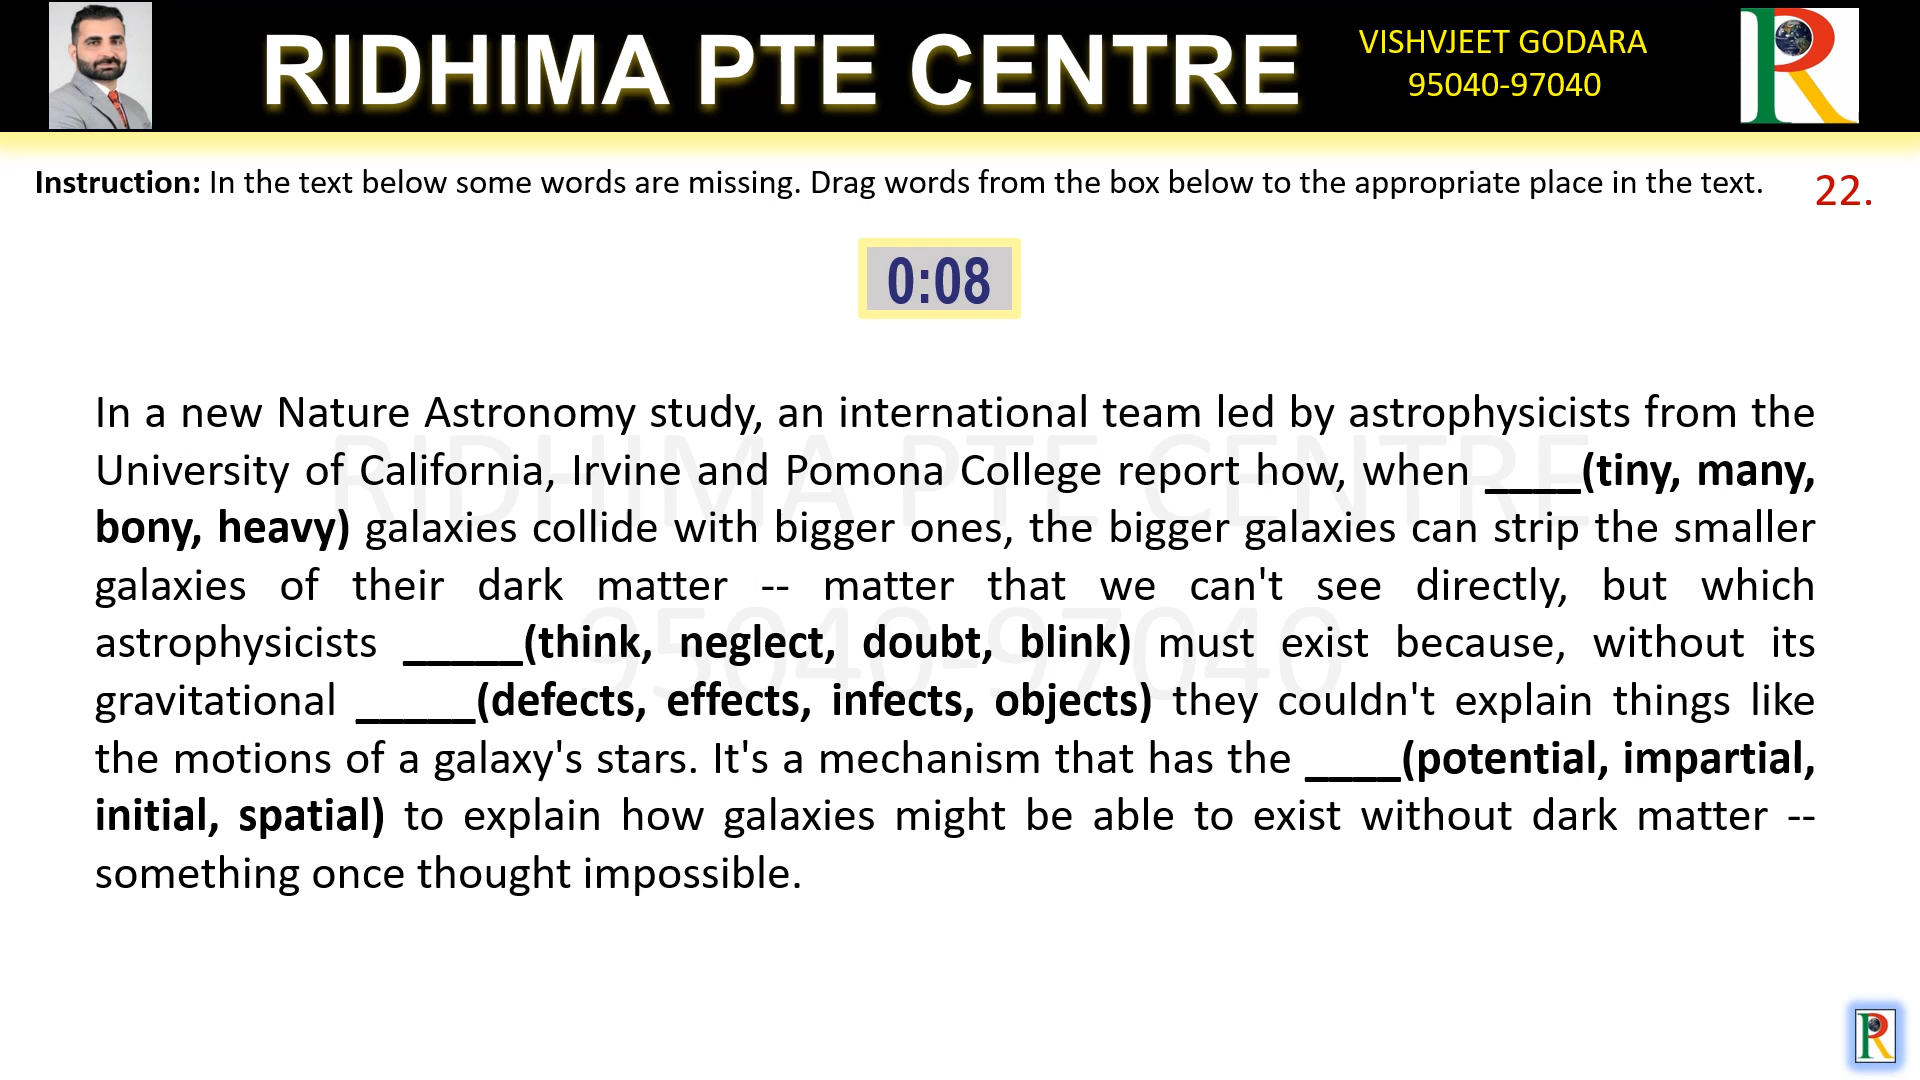 RIDHIMA PTE CENTRE
VISHVJEET GODARA
95040-97040
R
Instruction: In the text below some words are missing. Drag words from the box below to the appropriate place in the text.
22.
0:08
In a new Nature Astronomy study, an international team led by astrophysicists from the
University of California, Irvine and Pomona College report how, when ____(tiny, many,
bony, heavy) galaxies collide with bigger ones, the bigger galaxies can strip the smaller
galaxies of their dark matter -- matter that we can't see directly, but which
astrophysicists _____(think, neglect, doubt, blink) must exist because, without its
gravitational _____(defects, effects, infects, objects) they couldn't explain things like
the motions of a galaxy's stars. It's a mechanism that has the ____(potential, impartial,
initial, spatial) to explain how galaxies might be able to exist without dark matter --
something once thought impossible.
RIDHIMA PTE CENTRE
95040-97040
R